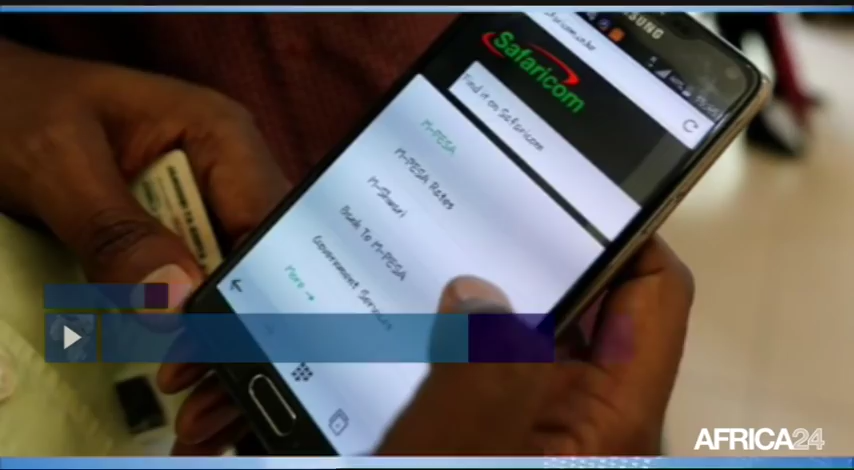 SAMSUNG
Safaricom
Find it on Safaricom
M-PESA
M-PESA Rates
M-Shwari
Bank To M-PESA
Government Services
More →
AFRICA24